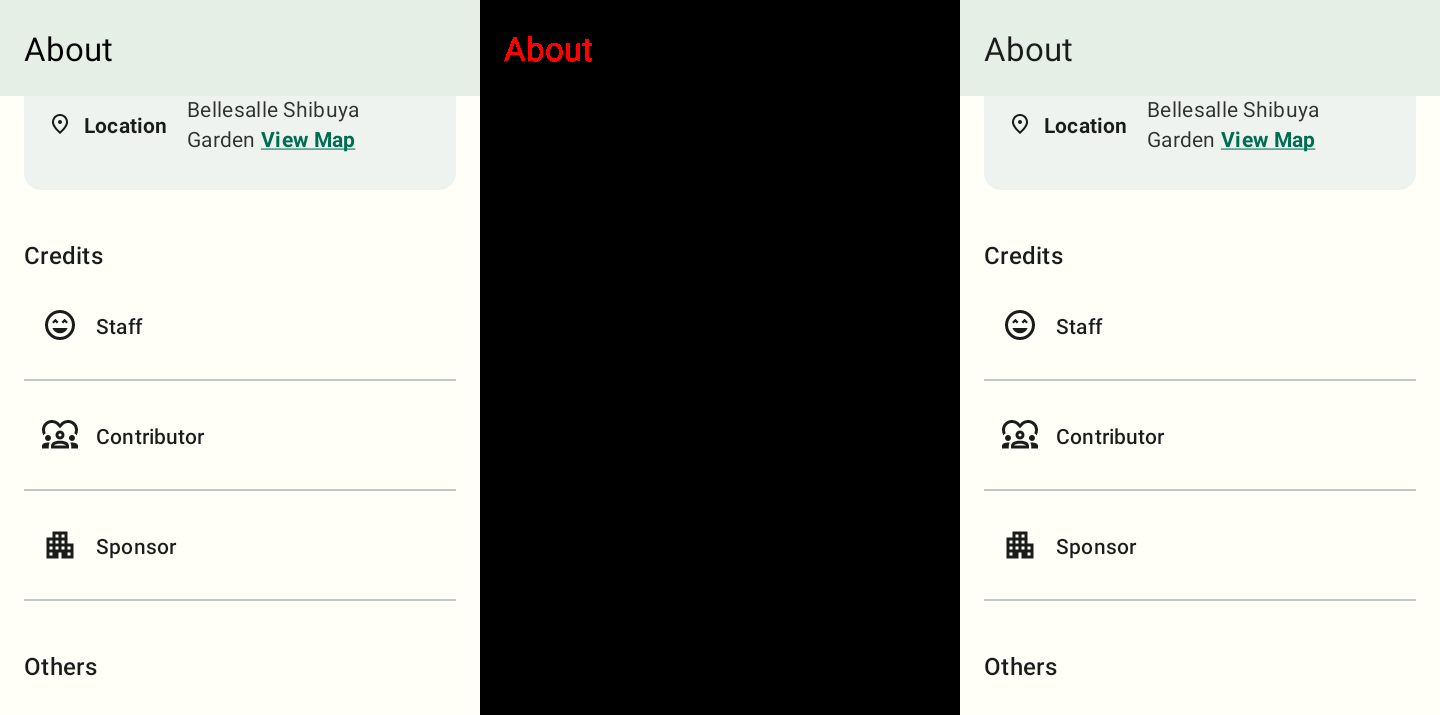 About
Bellesalle Shibuya
Location
Garden View Map
Credits
Staff
Contributor
Sponsor
Others
About
About
Bellesalle Shibuya
Location
Garden View Map
Credits
Staff
Contributor
Sponsor
Others